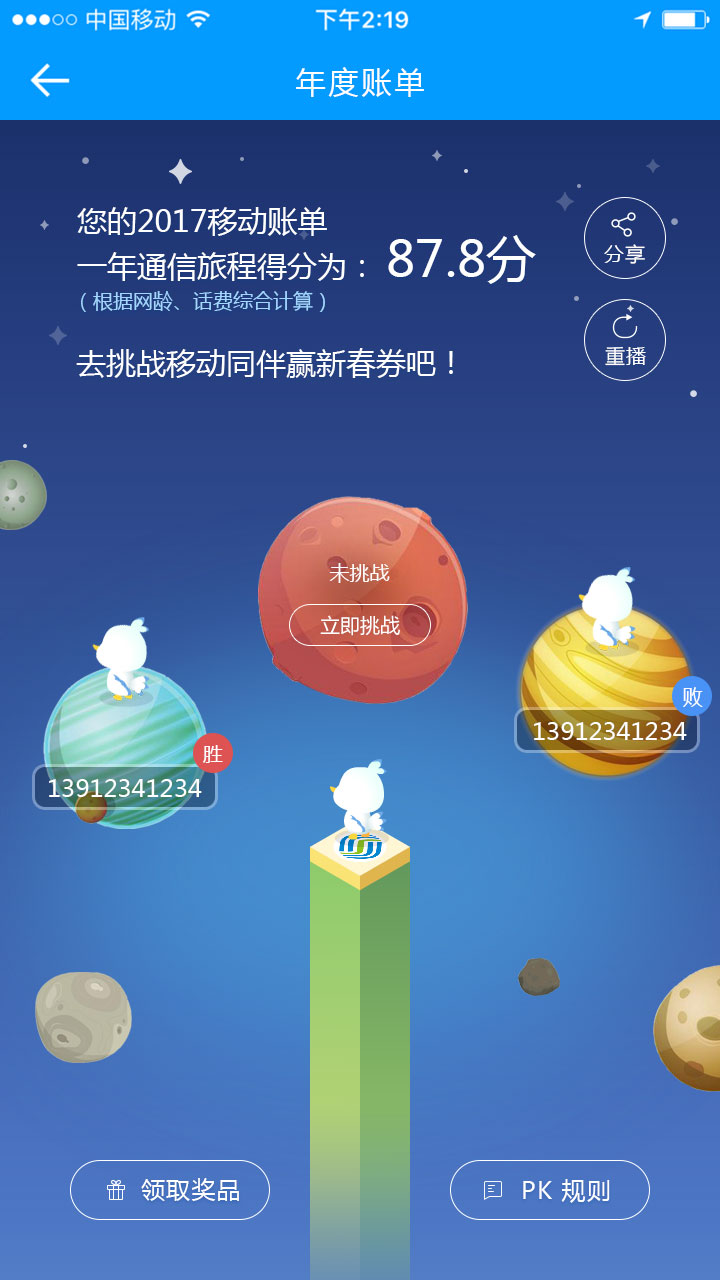 中国移动
下午2:19
年度账单
您的2017移动账单
一年通信旅程得分为： 87.8分
（根据网龄、话费综合计算）
去挑战移动同伴赢新春券吧！
分享
重播
未挑战
立即挑战
败
13912341234
胜
13912341234
领取奖品
PK 规则